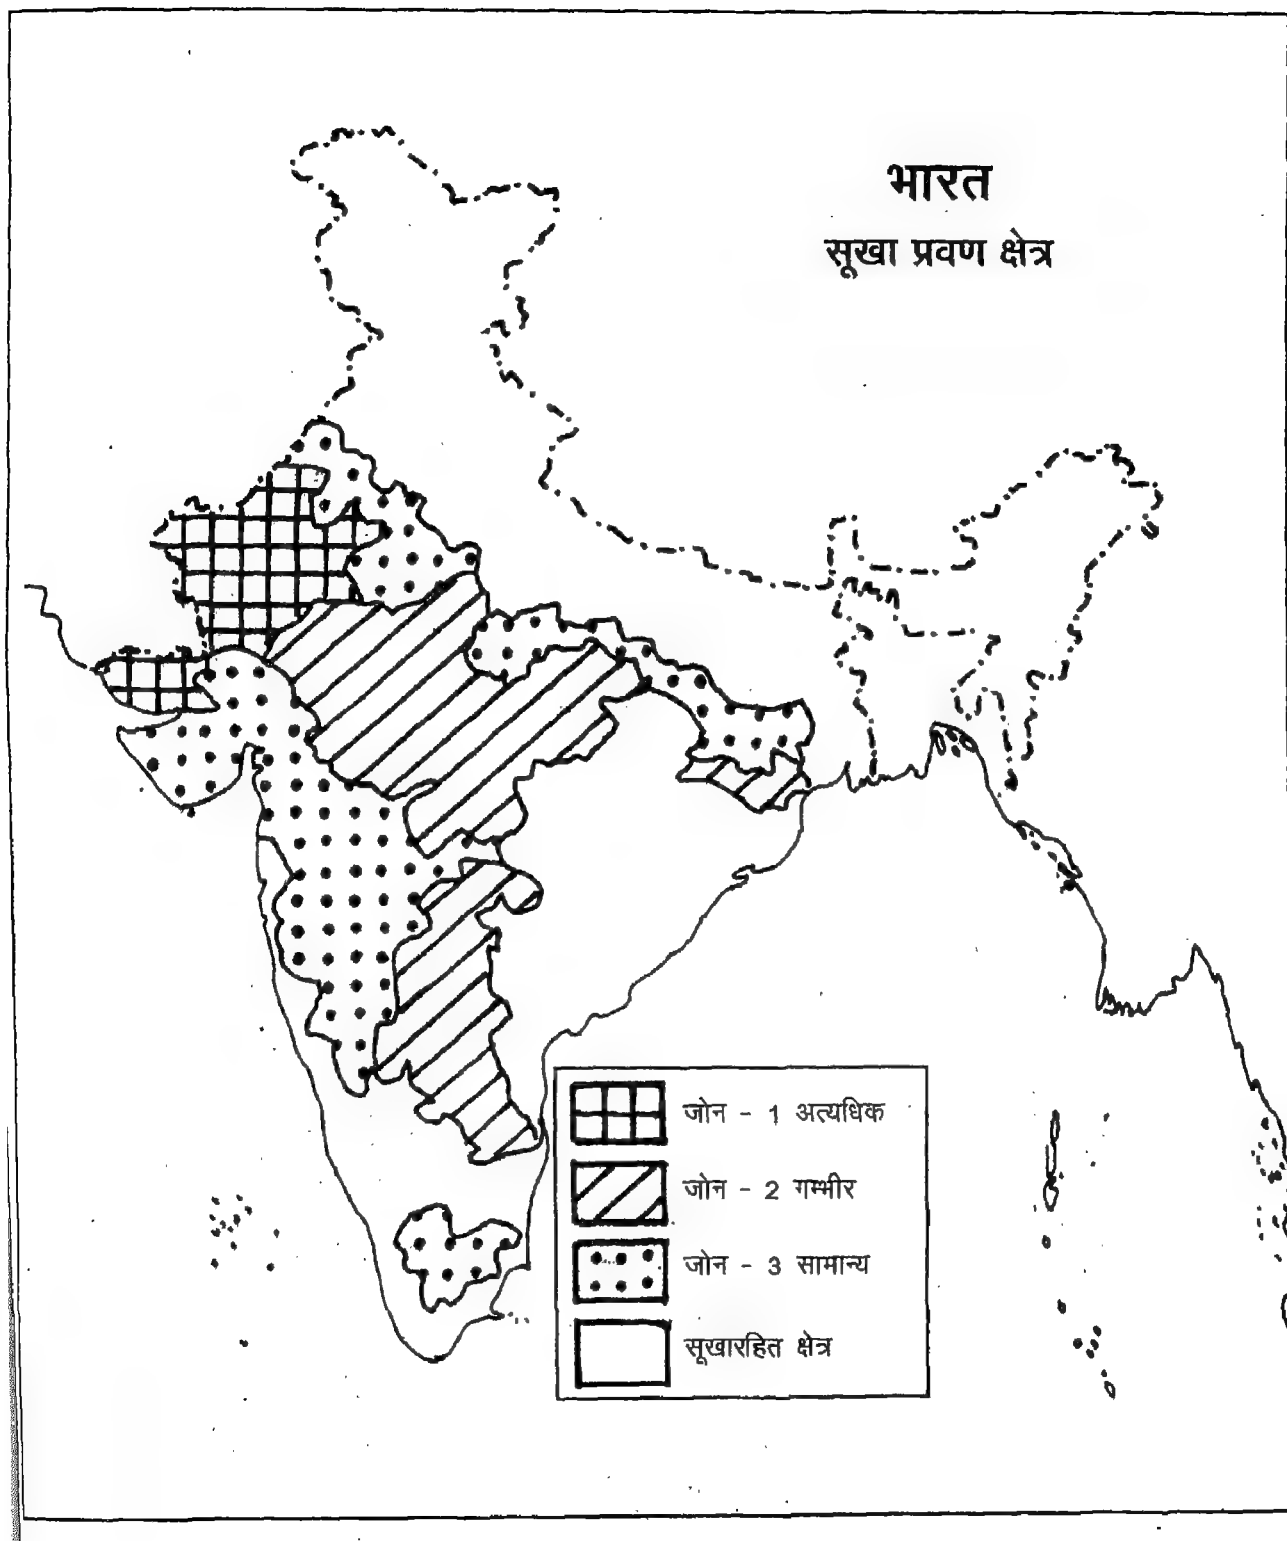 भारत
सूखा प्रवण क्षेत्र
जोन - 1 अत्यधिक
जोन - 2 गम्भीर
जोन - 3 सामान्य
सूखारहित क्षेत्र